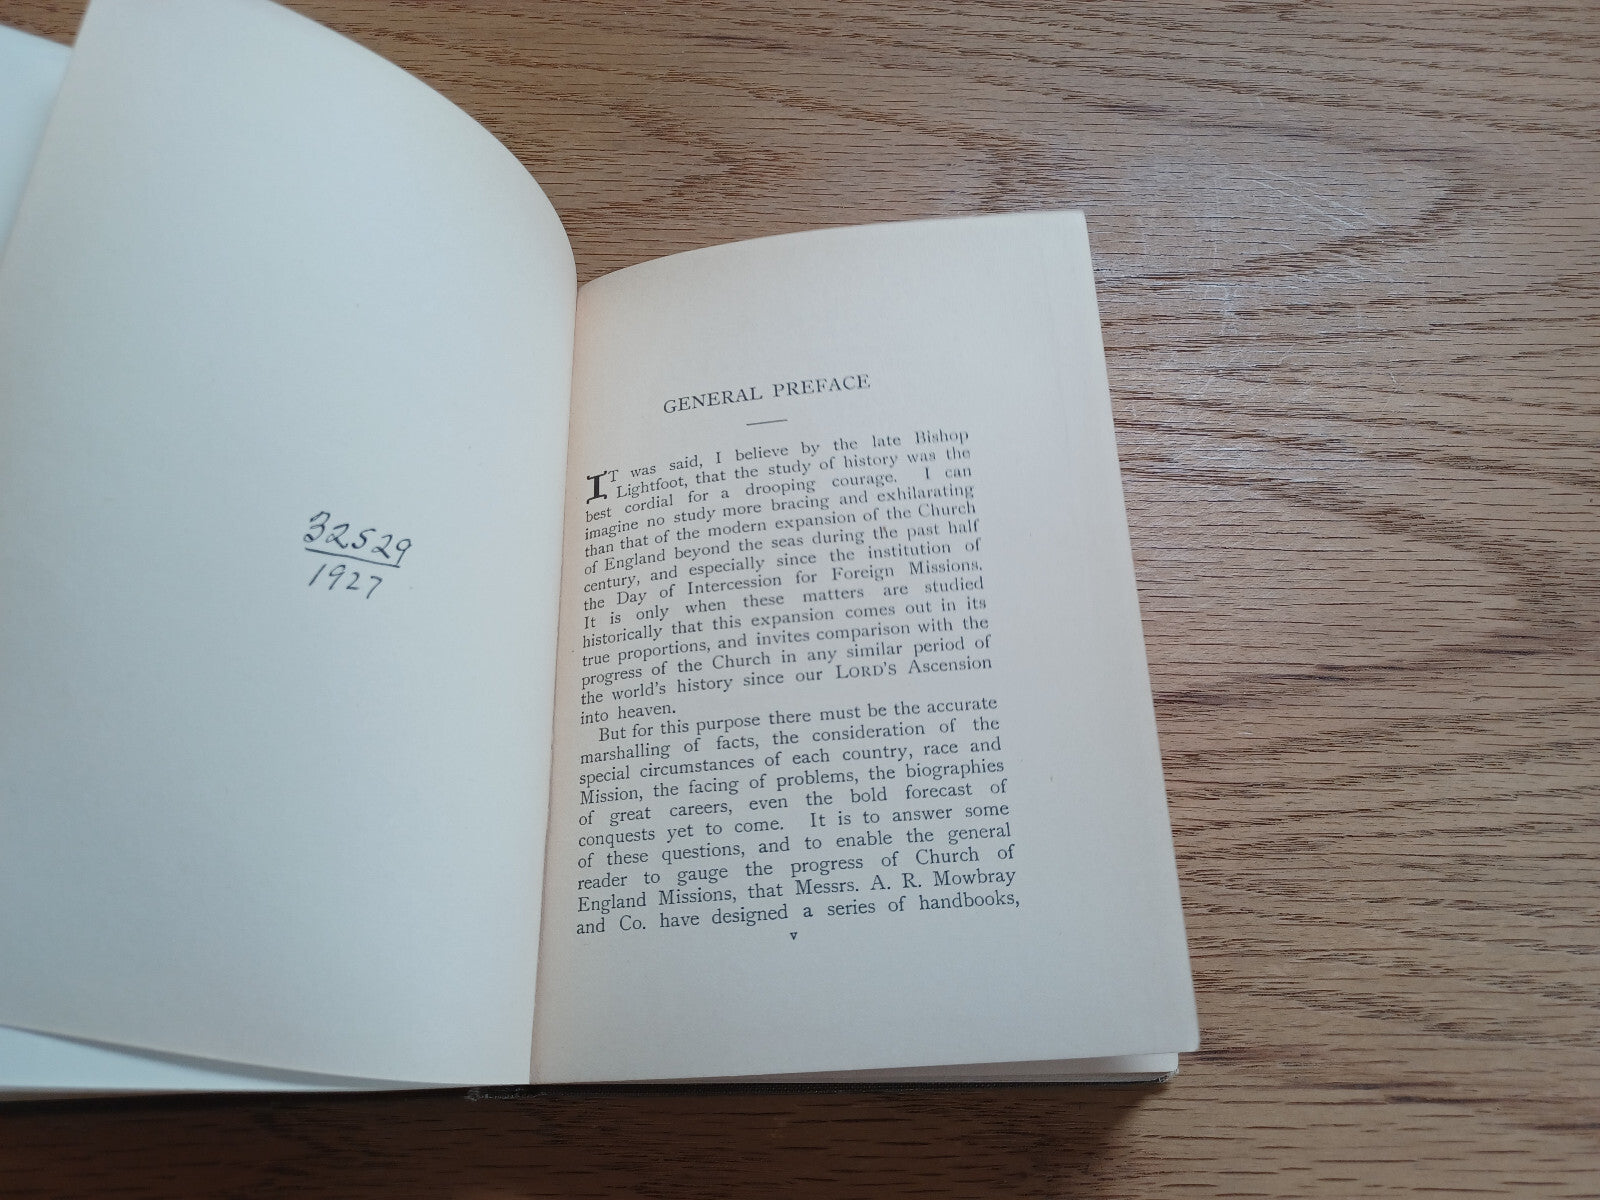 32529
1927
GENERAL PREFACE
IT was said, I believe by the late Bishop
Lightfoot, that the study of history was the
best cordial for a drooping courage. I can
imagine no study more bracing and exhilarating
than that of the modern expansion of the Church
of England beyond the seas during the past half
century, and especially since the institution of
the Day of Intercession for Foreign Missions.
It is only when these matters are studied
historically that this expansion comes out in its
true proportions, and invites comparison with the
progress of the Church in any similar period of
the world's history since our LORD'S Ascension
into heaven.
But for this purpose there must be the accurate
marshalling of facts, the consideration of the
special circumstances of each country, race and
Mission, the facing of problems, the biographies
of great careers, even the bold forecast of
conquests yet to come. It is to answer some
of these questions, and to enable the general
reader to gauge the progress of Church of
England Missions, that Messrs. A. R. Mowbray
and Co. have designed a series of handbooks,
v